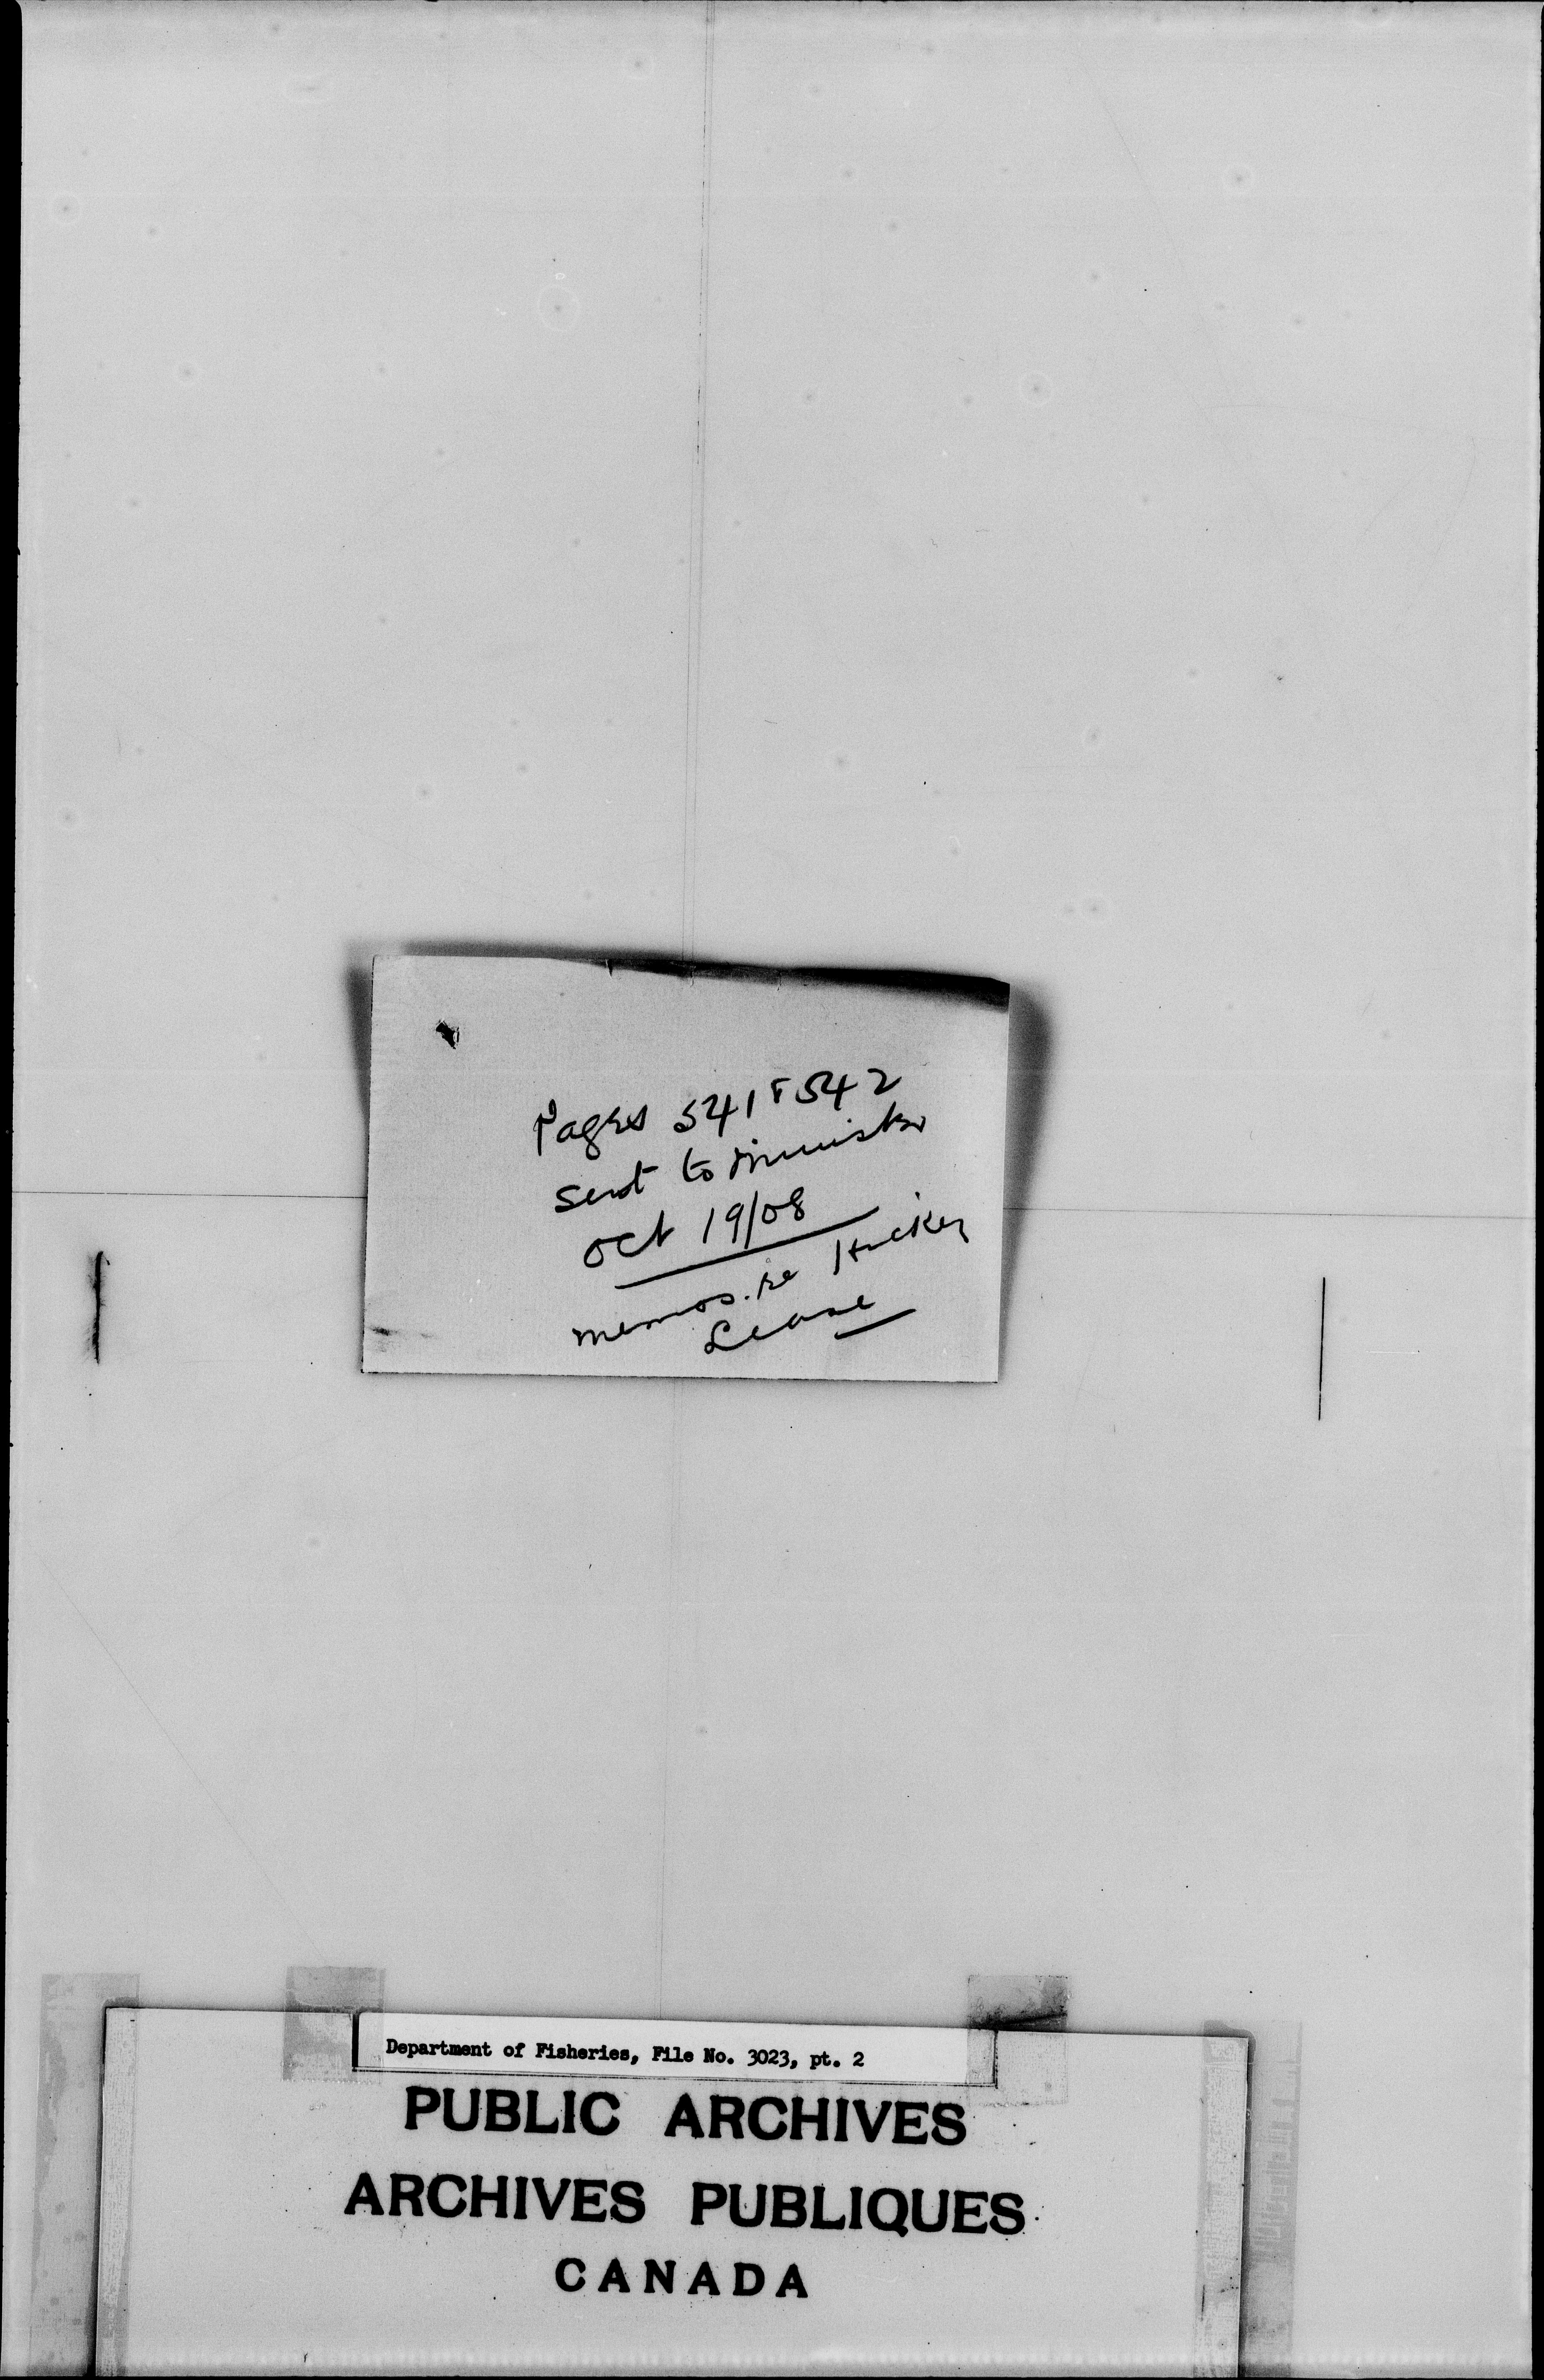 Pages 541 & 542
sent to Minister
Oct 19/08
memos. re
Lease
Department of Fisheries, File No. 3023, pt. 2
PUBLIC ARCHIVES
ARCHIVES PUBLIQUES
CANADA